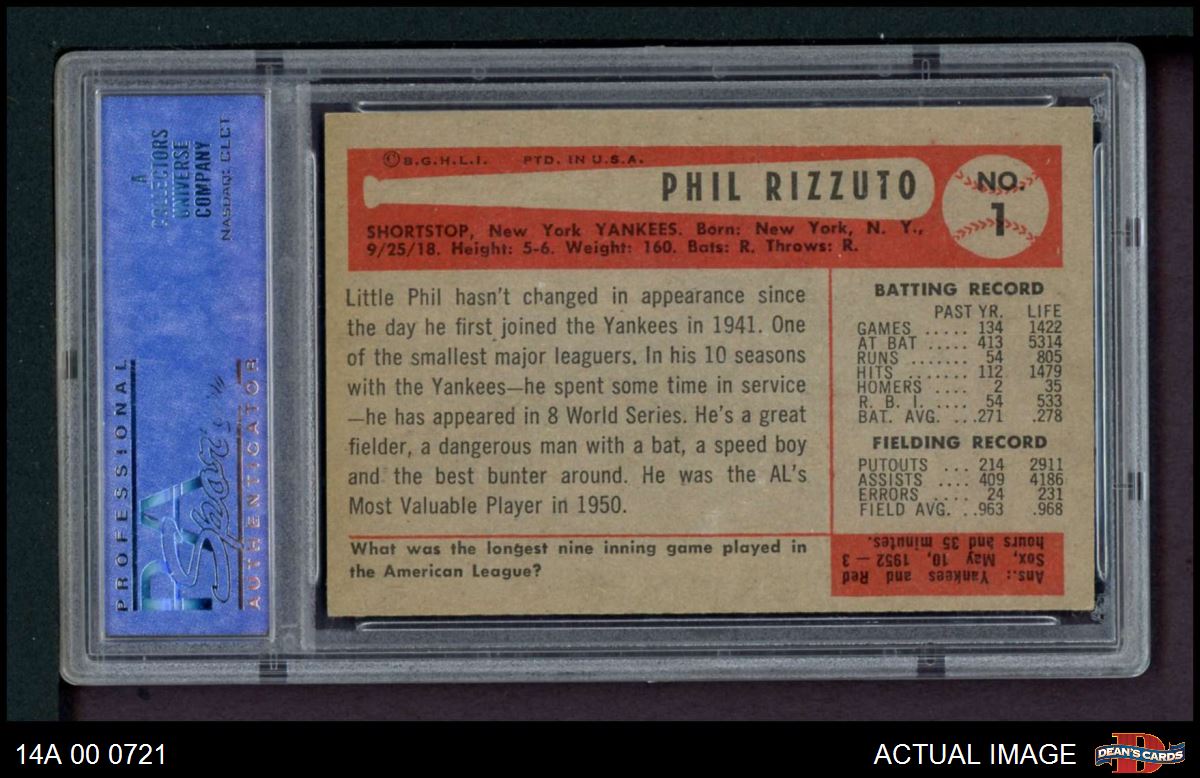 A
COLLECTORS
UNIVERSE
COMPANY
NASDAQ: CLCT
PROFESSIONAL
PSA
Sports
AUTHENTICATOR
©B.G.H.L.I. PTD. IN U.S.A.
PHIL RIZZUTO
NO.
1
SHORTSTOP, New York YANKEES. Born: New York, N. Y.,
9/25/18. Height: 5-6. Weight: 160. Bats: R. Throws: R.
Little Phil hasn't changed in appearance since
the day he first joined the Yankees in 1941. One
of the smallest major leaguers. In his 10 seasons
with the Yankees—he spent some time in service
—he has appeared in 8 World Series. He's a great
fielder, a dangerous man with a bat, a speed boy
and the best bunter around. He was the AL's
Most Valuable Player in 1950.
What was the longest nine inning game played in
the American League?
BATTING RECORD
PAST YR. LIFE
GAMES ..... 134 1422
AT BAT ..... 413 5314
RUNS ....... 54 805
HITS ....... 112 1479
HOMERS .... 2 35
R. B. I. .... 54 533
BAT. AVG. ...271 .278
FIELDING RECORD
PUTOUTS ... 214 2911
ASSISTS .... 409 4186
ERRORS .... 24 231
FIELD AVG. ...963 .968
Ans.: Yankees and Red
Sox, May 10, 1952 — 3
hours and 35 minutes.
14A 00 0721
ACTUAL IMAGE
DEAN'S CARDS